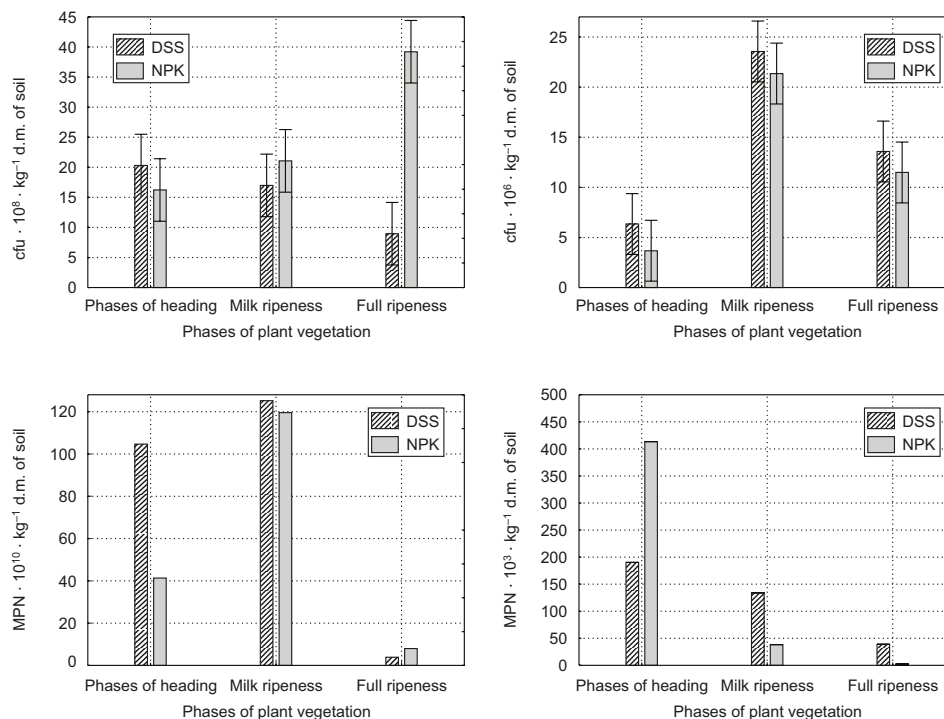 cfu · 10⁸ · kg⁻¹ d.m. of soil
45
40
35
30
25
20
15
10
5
0
DSS
NPK
Phases of heading Milk ripeness Full ripeness
Phases of plant vegetation
cfu · 10⁶ · kg⁻¹ d.m. of soil
25
20
15
10
5
0
DSS
NPK
Phases of heading Milk ripeness Full ripeness
Phases of plant vegetation
MPN · 10¹⁰ · kg⁻¹ d.m. of soil
120
100
80
60
40
20
0
DSS
NPK
Phases of heading Milk ripeness Full ripeness
Phases of plant vegetation
MPN · 10³ · kg⁻¹ d.m. of soil
500
450
400
350
300
250
200
150
100
50
0
DSS
NPK
Phases of heading Milk ripeness Full ripeness
Phases of plant vegetation